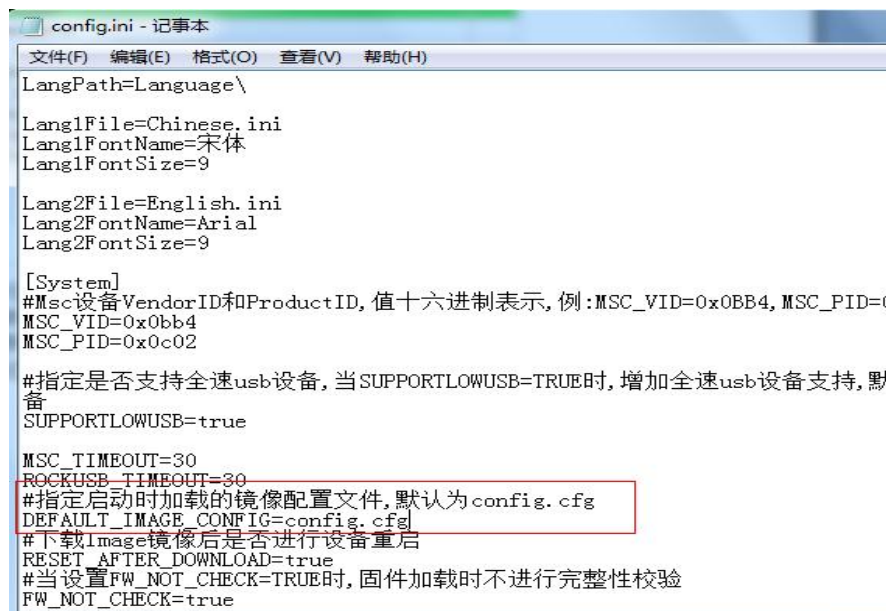 config.ini - 记事本
文件(F) 编辑(E) 格式(O) 查看(V) 帮助(H)
LangPath=Language\
Lang1File=Chinese.ini
Lang1FontName=宋体
Lang1FontSize=9
Lang2File=English.ini
Lang2FontName=Arial
Lang2FontSize=9
[System]
#Msc设备VendorID和ProductID,值十六进制表示,例:MSC_VID=0x0BB4,MSC_PID=
MSC_VID=0x0bb4
MSC_PID=0x0c02
#指定是否支持全速usb设备,当SUPPORTLOWUSB=TRUE时,增加全速usb设备支持,默
备
SUPPORTLOWUSB=true
MSC_TIMEOUT=30
ROCKUSB_TIMEOUT=30
#指定启动时加载的镜像配置文件,默认为config.cfg
DEFAULT_IMAGE_CONFIG=config.cfg
#下载Image镜像后是否进行设备重启
RESET_AFTER_DOWNLOAD=true
#当设置FW_NOT_CHECK=TRUE时,固件加载时不进行完整性校验
FW_NOT_CHECK=true